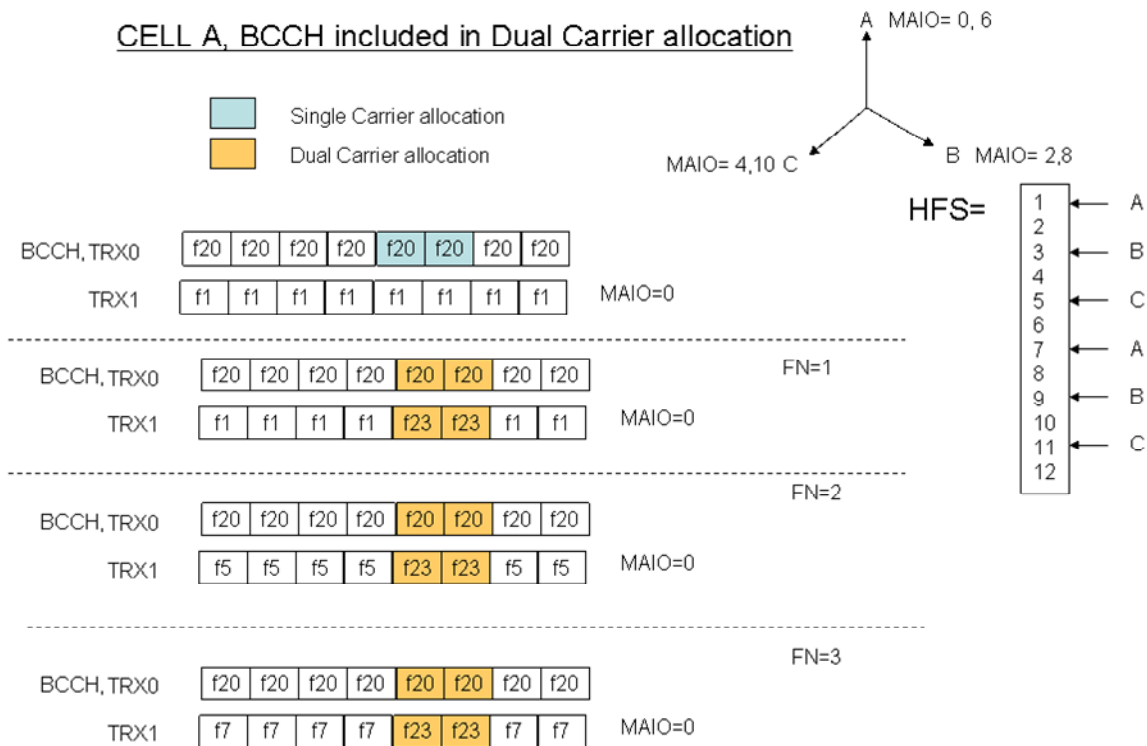 CELL A, BCCH included in Dual Carrier allocation
A MAIO= 0, 6
Single Carrier allocation
Dual Carrier allocation
MAIO= 4,10 C
B MAIO= 2,8
HFS=
1 A
2
3 B
4
5 C
6
7 A
8
9 B
10
11 C
12
BCCH, TRX0 f20 f20 f20 f20 f20 f20 f20 f20
TRX1 f1 f1 f1 f1 f1 f1 f1 f1 MAIO=0
FN=1
BCCH, TRX0 f20 f20 f20 f20 f20 f20 f20 f20
TRX1 f1 f1 f1 f1 f23 f23 f1 f1 MAIO=0
FN=2
BCCH, TRX0 f20 f20 f20 f20 f20 f20 f20 f20
TRX1 f5 f5 f5 f5 f23 f23 f5 f5 MAIO=0
FN=3
BCCH, TRX0 f20 f20 f20 f20 f20 f20 f20 f20
TRX1 f7 f7 f7 f7 f23 f23 f7 f7 MAIO=0